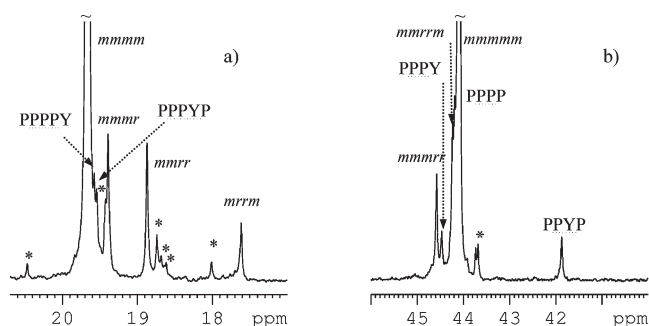 ~
mmmm
a)
PPPPY
mmmr
PPPYP
mmrr
mrrm
*
*
*
*
*
*
20
19
18
ppm
~
mmrrm
mmmmm
b)
PPPY
PPPP
mmmrr
*
PPYP
45
44
43
42
ppm